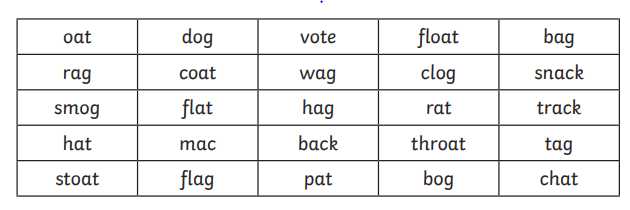 oat dog vote float bag
rag coat wag clog snack
smog flat hag rat track
hat mac back throat tag
stoat flag pat bog chat